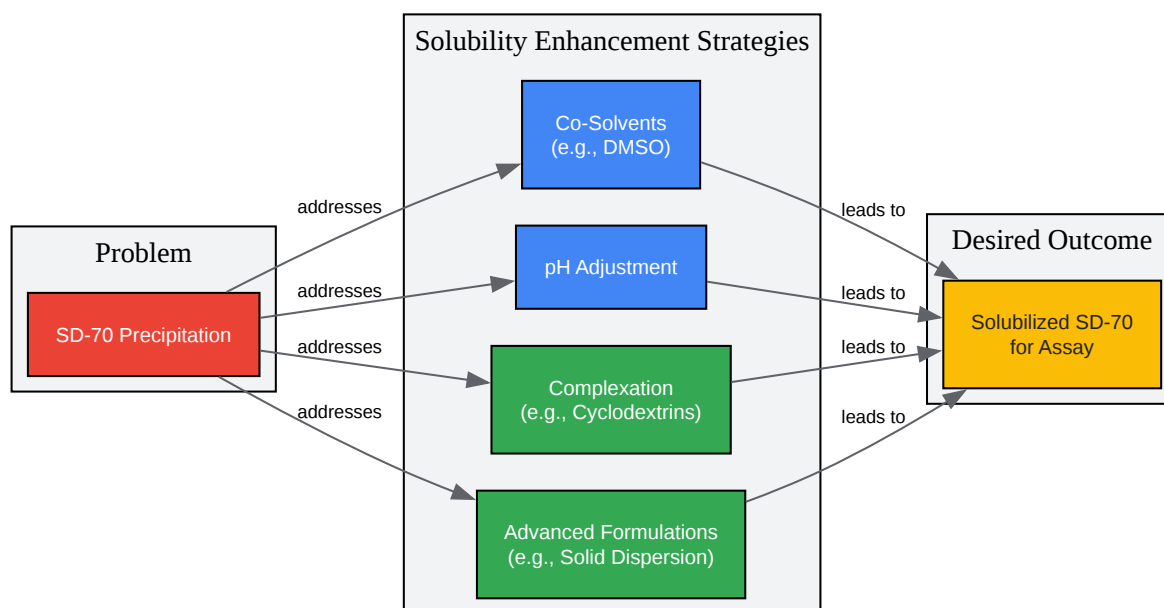 Solubility Enhancement Strategies
Co-Solvents
(e.g., DMSO)
addresses
leads to
Problem
Desired Outcome
pH Adjustment
SD-70 Precipitation
addresses
leads to
Solubilized SD-70
for Assay
addresses
leads to
Complexation
(e.g., Cyclodextrins)
addresses
leads to
Advanced Formulations
(e.g., Solid Dispersion)